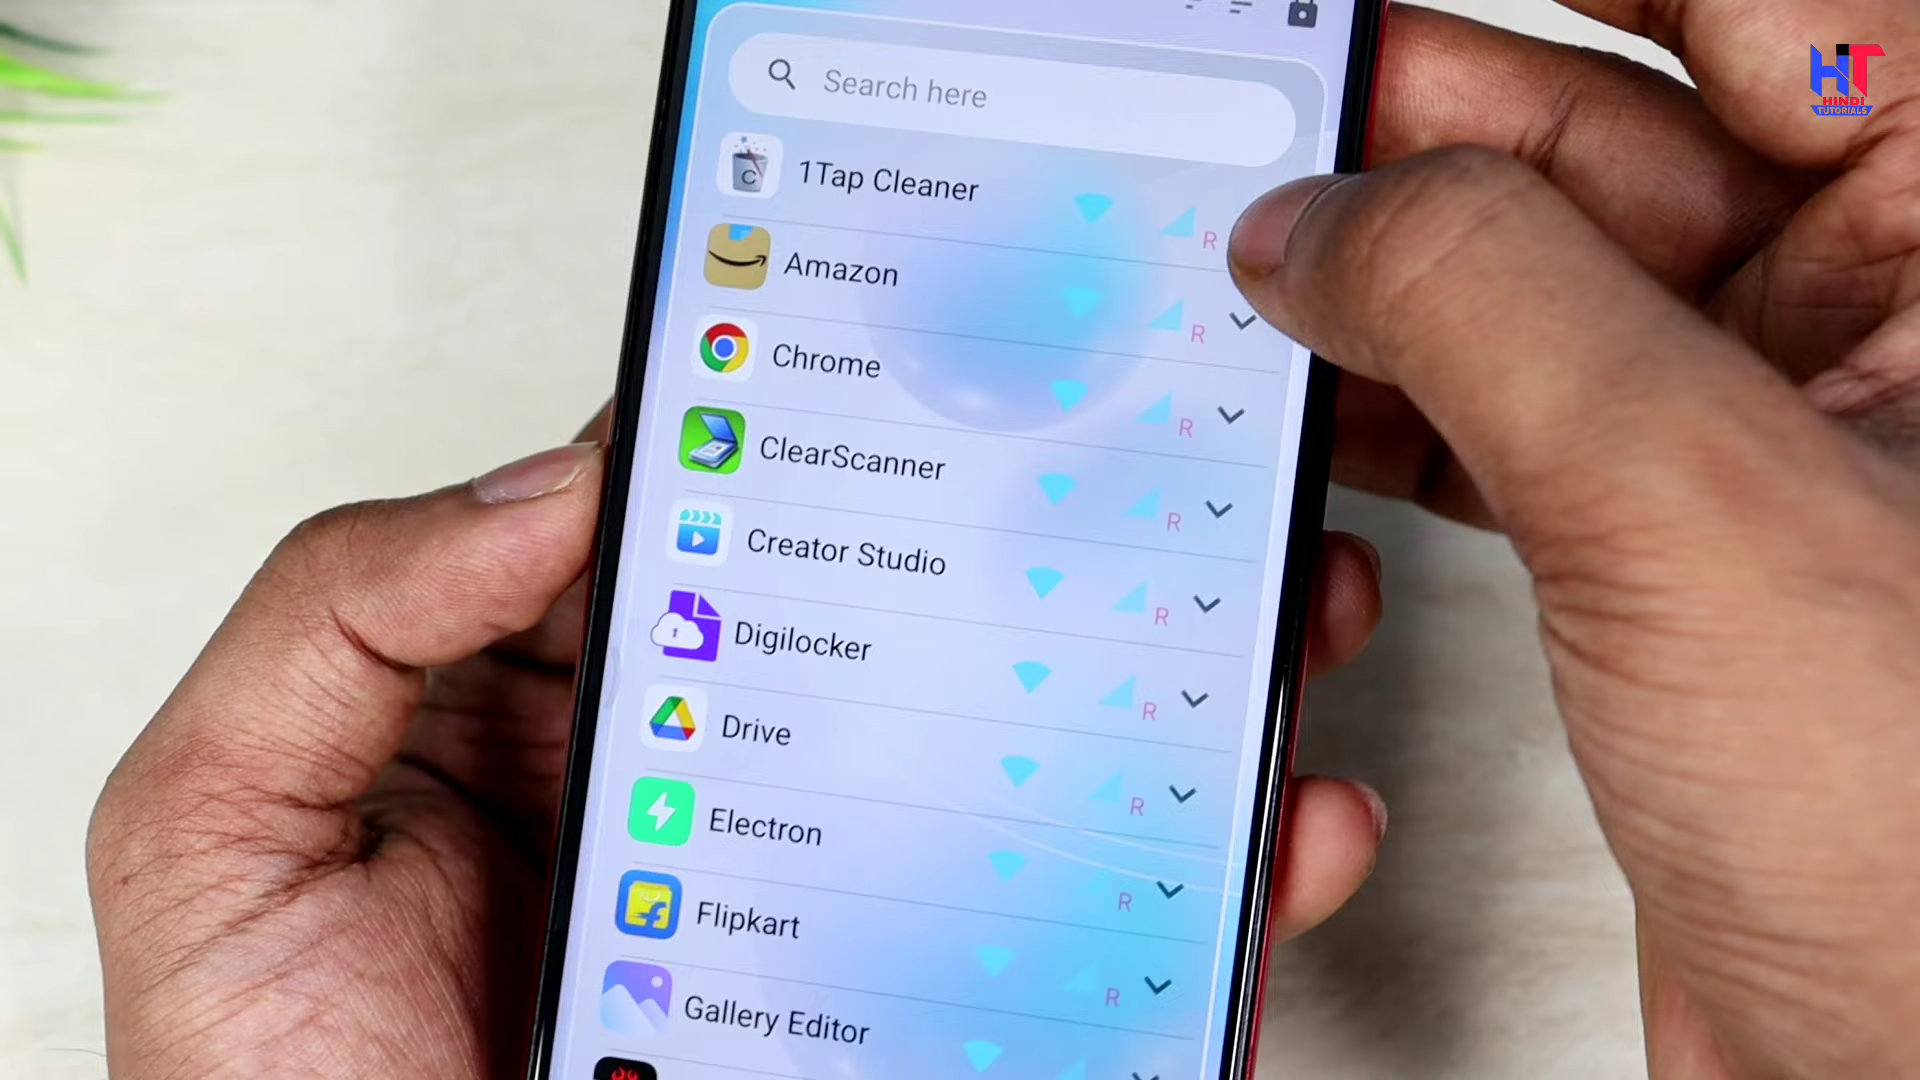 HT
HINDI
TUTORIALS
Search here
1Tap Cleaner
R
Amazon
R
Chrome
R
ClearScanner
R
Creator Studio
R
Digilocker
R
Drive
R
Electron
R
Flipkart
R
Gallery Editor